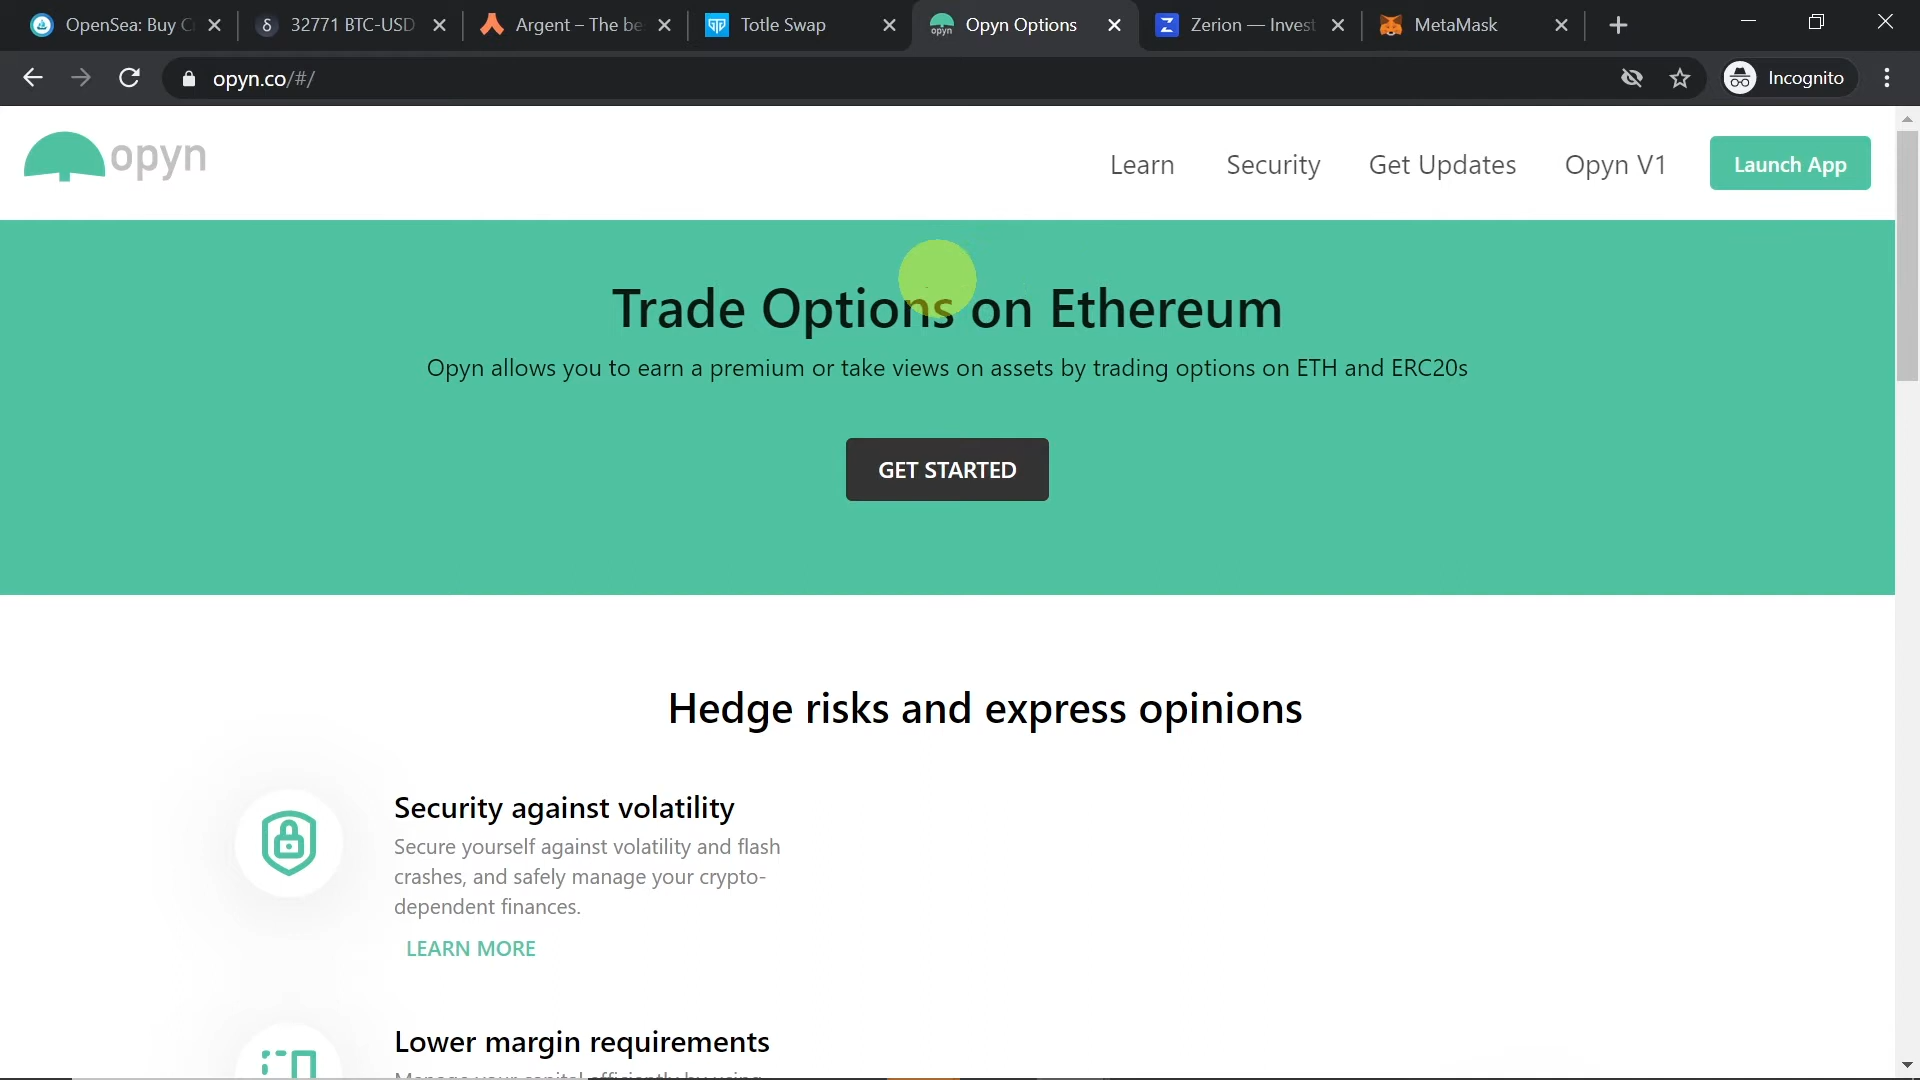 OpenSea: Buy C
32771 BTC-USD
Argent – The be
Totle Swap
Opyn Options
Zerion — Invest
MetaMask
opyn.co/#/
Incognito
opyn
Learn
Security
Get Updates
Opyn V1
Launch App
Trade Options on Ethereum
Opyn allows you to earn a premium or take views on assets by trading options on ETH and ERC20s
GET STARTED
Hedge risks and express opinions
Security against volatility
Secure yourself against volatility and flash
crashes, and safely manage your crypto-
dependent finances.
LEARN MORE
Lower margin requirements